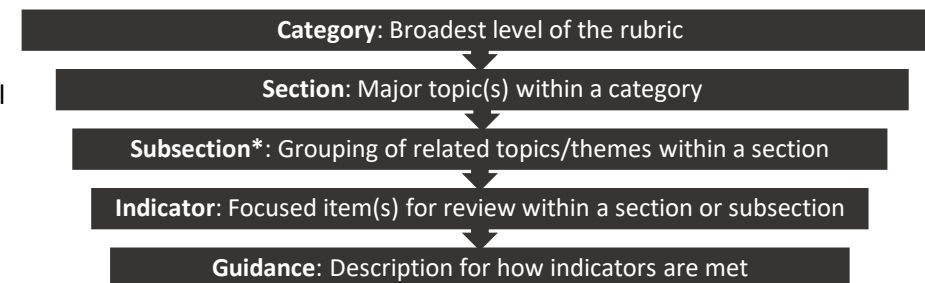 Category: Broadest level of the rubric
Section: Major topic(s) within a category
Subsection*: Grouping of related topics/themes within a section
Indicator: Focused item(s) for review within a section or subsection
Guidance: Description for how indicators are met